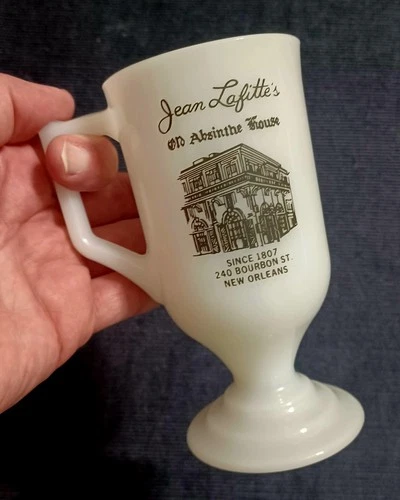 Jean Lafitte's
Old Absinthe House
SINCE 1807
240 BOURBON ST.
NEW ORLEANS